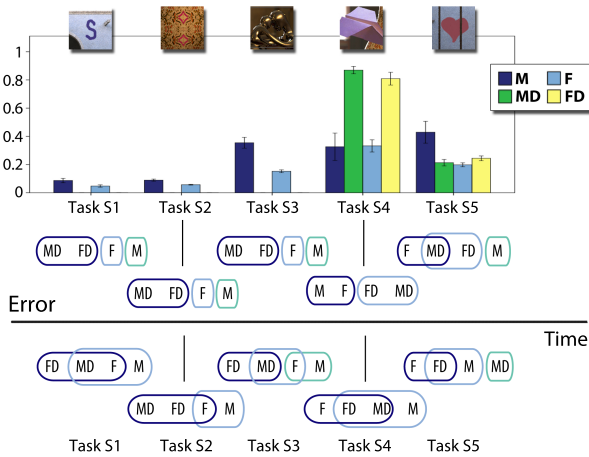 S
1
0.8
0.6
0.4
0.2
0
M F
MD FD
Task S1 Task S2 Task S3 Task S4 Task S5
MD FD F M
MD FD F M
F MD FD M
MD FD F M
M F FD MD
Error
Time
FD MD F M
FD MD F M
F FD M MD
MD FD F M
F FD MD M
Task S1 Task S2 Task S3 Task S4 Task S5